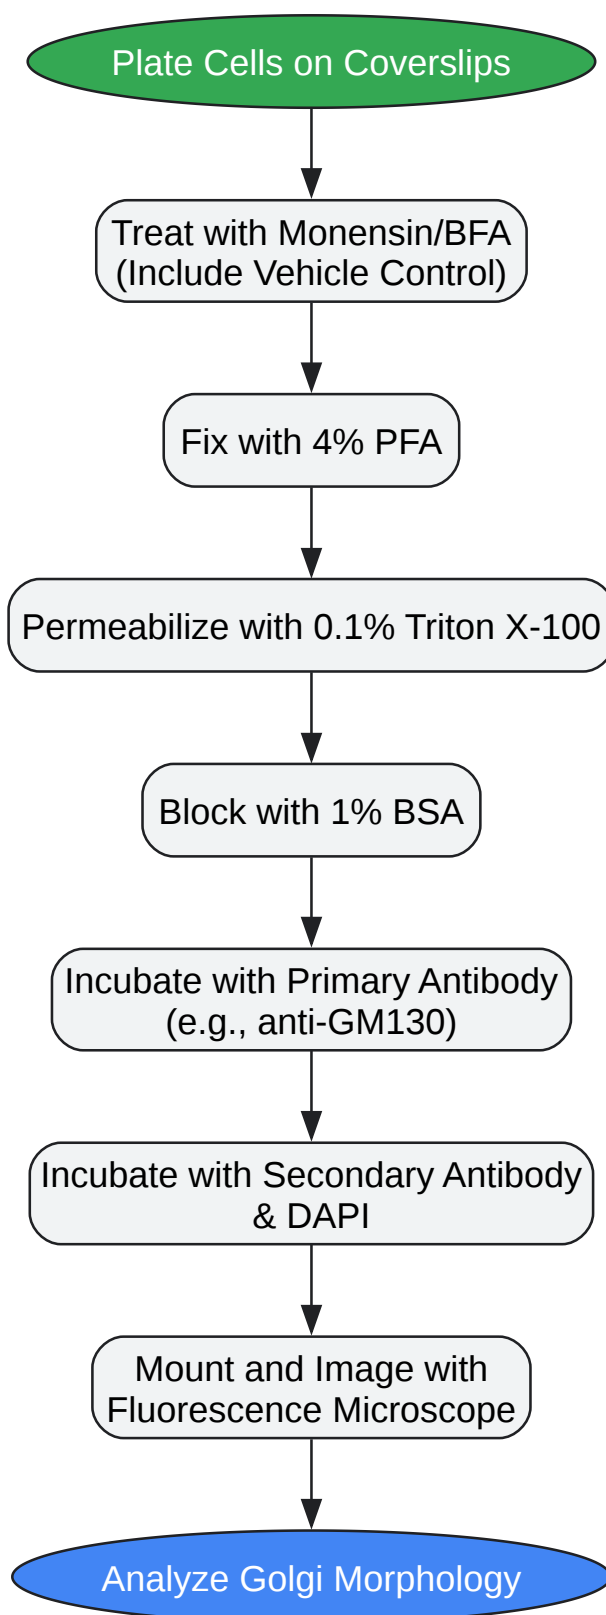 Plate Cells on Coverslips
Treat with Monensin/BFA
(Include Vehicle Control)
Fix with 4% PFA
Permeabilize with 0.1% Triton X-100
Block with 1% BSA
Incubate with Primary Antibody
(e.g., anti-GM130)
Incubate with Secondary Antibody
& DAPI
Mount and Image with
Fluorescence Microscope
Analyze Golgi Morphology